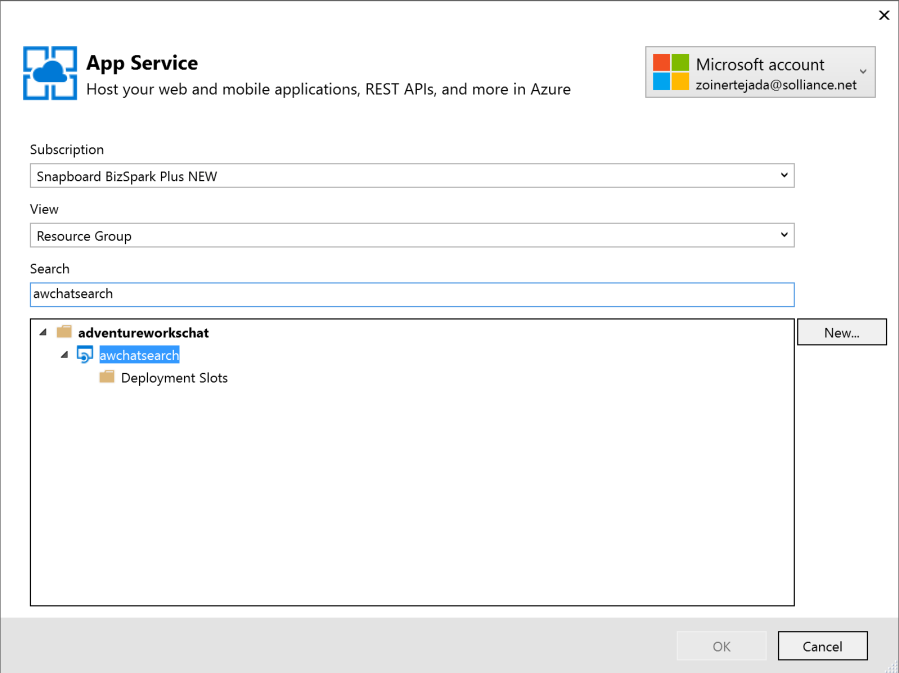 App Service
Host your web and mobile applications, REST APIs, and more in Azure
Microsoft account
zoinertejada@solliance.net
Subscription
Snapboard BizSpark Plus NEW
View
Resource Group
Search
awchatsearch
adventureworkschat
New...
awchatsearch
Deployment Slots
OK
Cancel